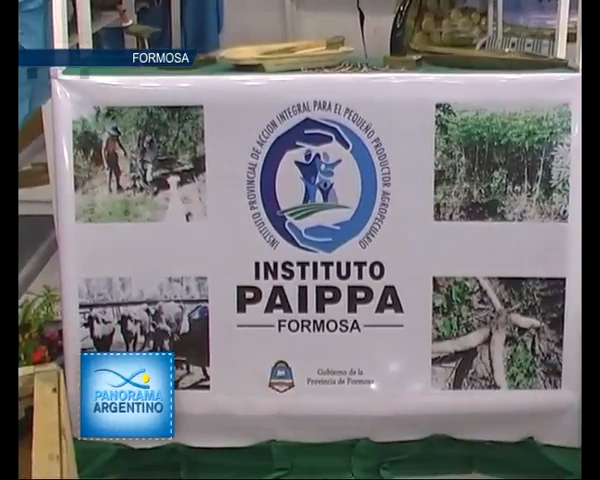 FORMOSA
INSTITUTO PROVINCIAL DE ACCIÓN INTEGRAL PARA EL PEQUEÑO PRODUCTOR AGROPECUARIO
INSTITUTO
PAIPPA
FORMOSA
Gobierno de la
Provincia de Formosa
PANORAMA
ARGENTINO